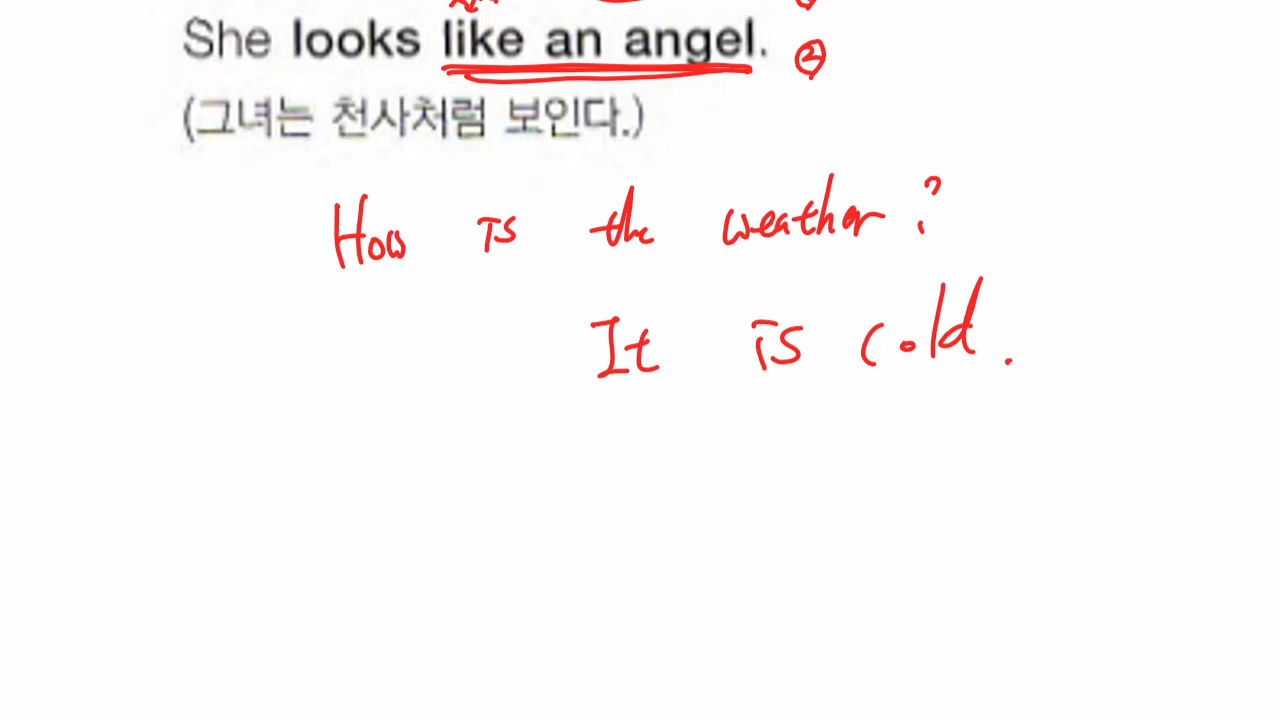 She looks like an angel. ②
(그녀는 천사처럼 보인다.)
How is the weather?
It is cold.